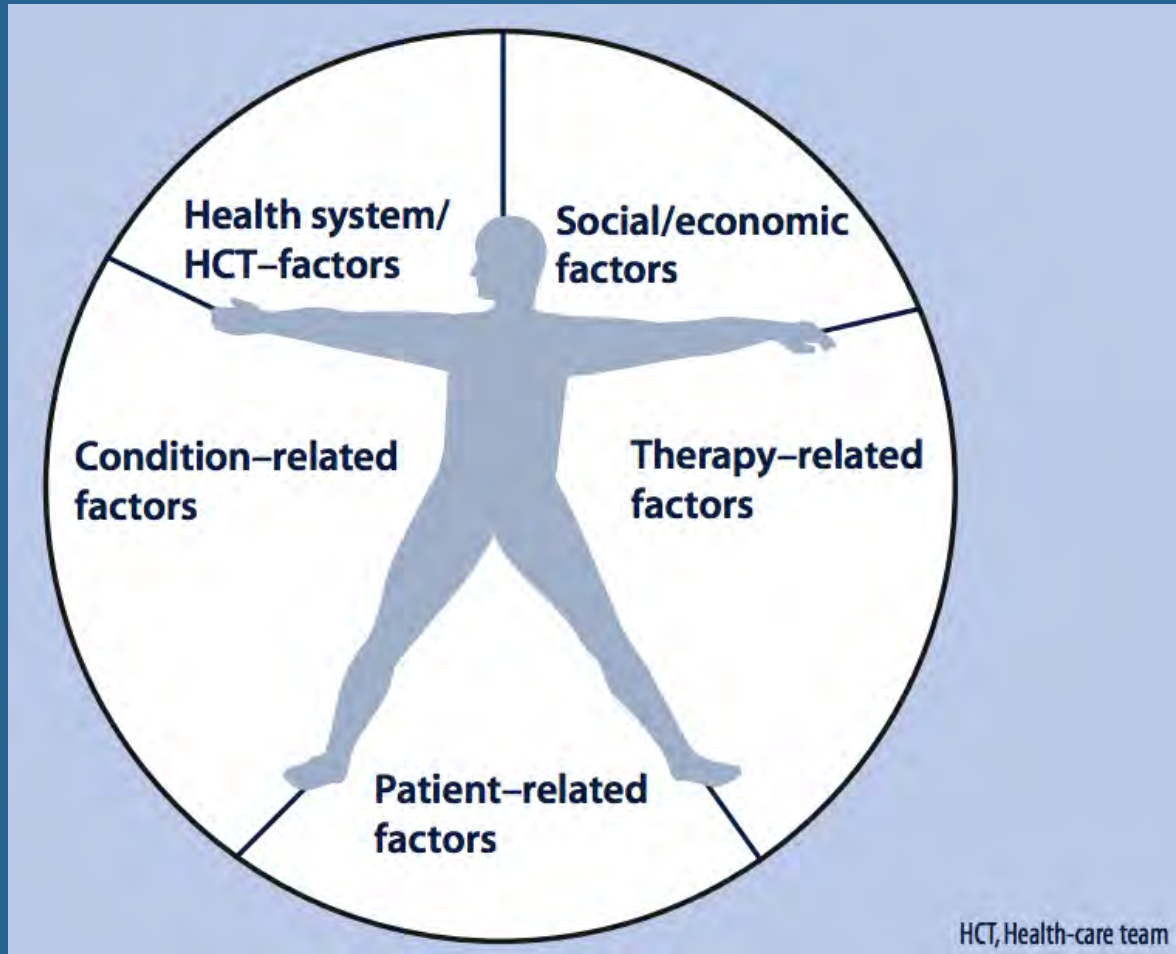 Health system/
HCT–factors
Social/economic
factors
Condition–related
factors
Therapy–related
factors
Patient–related
factors
HCT, Health-care team